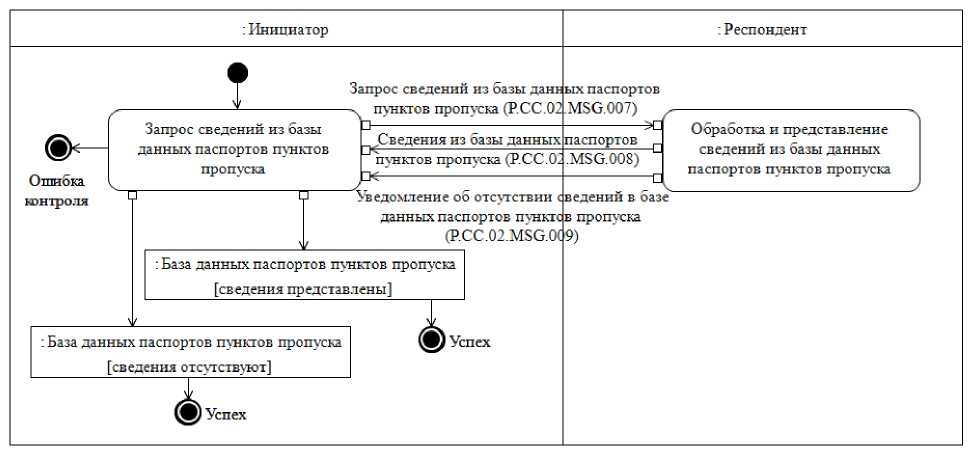 : Инициатор
: Респондент
Запрос сведений из базы данных паспортов
пунктов пропуска (P.CC.02.MSG.007)
Запрос сведений из базы
данных паспортов пунктов
пропуска
Сведения из базы данных паспортов
пунктов пропуска (P.CC.02.MSG.008)
Обработка и представление
сведений из базы данных
паспортов пунктов пропуска
Ошибка
контроля
Уведомление об отсутствии сведений в базе
данных паспортов пунктов пропуска
(P.CC.02.MSG.009)
: База данных паспортов пунктов пропуска
[сведения представлены]
Успех
: База данных паспортов пунктов пропуска
[сведения отсутствуют]
Успех